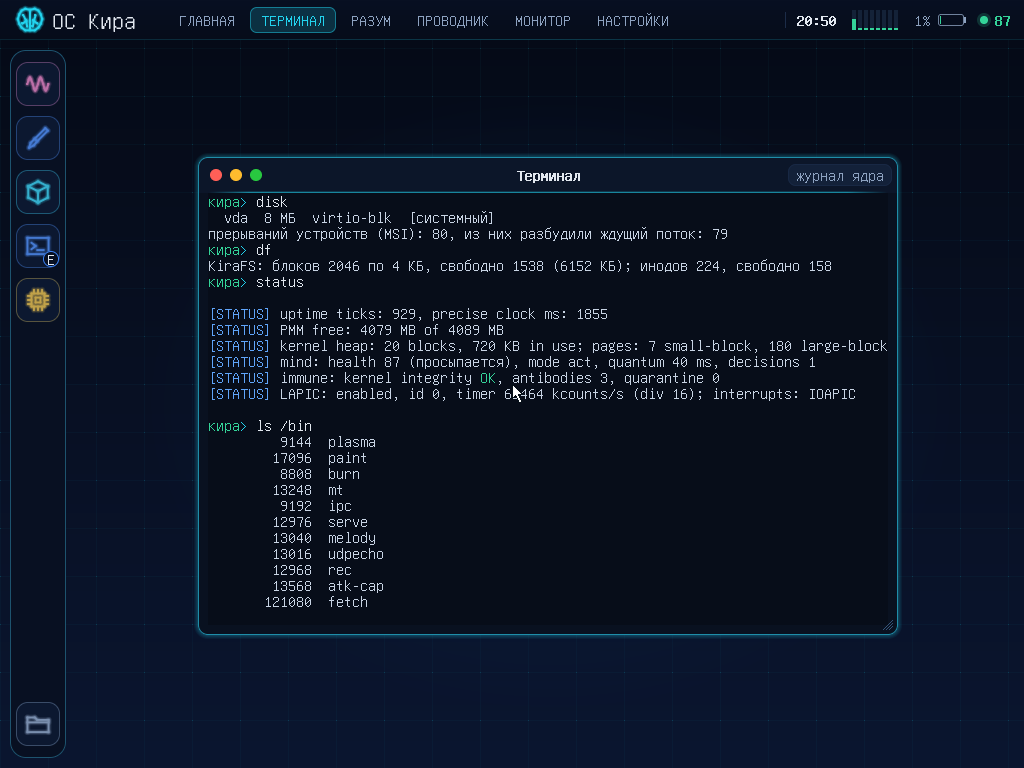 ОС Кира
ГЛАВНАЯ ТЕРМИНАЛ РАЗУМ ПРОВОДНИК МОНИТОР НАСТРОЙКИ
20:50 1% 87
E
Терминал
журнал ядра
кира> disk
vda 8 МБ virtio-blk [системный]
прерываний устройств (MSI): 80, из них разбудили ждущий поток: 79
кира> df
KiraFS: блоков 2046 по 4 КБ, свободно 1538 (6152 КБ); инодов 224, свободно 158
кира> status
[STATUS] uptime ticks: 929, precise clock ms: 1855
[STATUS] PMM free: 4079 MB of 4089 MB
[STATUS] kernel heap: 20 blocks, 720 KB in use; pages: 7 small-block, 180 large-block
[STATUS] mind: health 87 (просыпается), mode act, quantum 40 ms, decisions 1
[STATUS] immune: kernel integrity OK, antibodies 3, quarantine 0
[STATUS] LAPIC: enabled, id 0, timer kcounts/s (div 16); interrupts: IOAPIC
кира> ls /bin
9144 plasma
17096 paint
8808 burn
13248 mt
9192 ipc
12976 serve
13040 melody
13016 udpecho
12968 rec
13568 atk-cap
121080 fetch